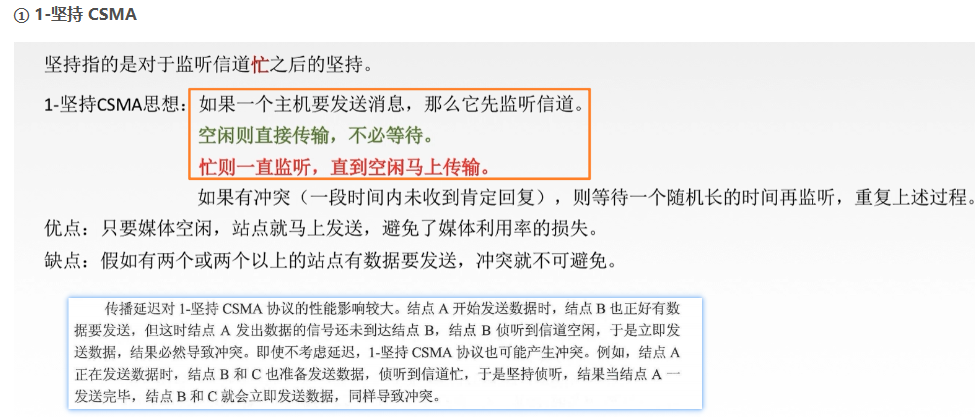 ① 1-坚持 CSMA
坚持指的是对于监听信道忙之后的坚持。
1-坚持CSMA思想：如果一个主机要发送消息，那么它先监听信道。
空闲则直接传输，不必等待。
忙则一直监听，直到空闲马上传输。
如果有冲突（一段时间内未收到肯定回复），则等待一个随机长的时间再监听，重复上述过程。
优点：只要媒体空闲，站点就马上发送，避免了媒体利用率的损失。
缺点：假如有两个或两个以上的站点有数据要发送，冲突就不可避免。
传播延迟对 1-坚持 CSMA 协议的性能影响较大。结点 A 开始发送数据时，结点 B 也正好有数
据要发送，但这时结点 A 发出数据的信号还未到达结点 B，结点 B 侦听到信道空闲，于是立即发
送数据，结果必然导致冲突。即使不考虑延迟，1-坚持 CSMA 协议也可能产生冲突。例如，结点 A
正在发送数据时，结点 B 和 C 也准备发送数据，侦听到信道忙，于是坚持侦听，结果当结点 A 一
发送完毕，结点 B 和 C 就会立即发送数据，同样导致冲突。